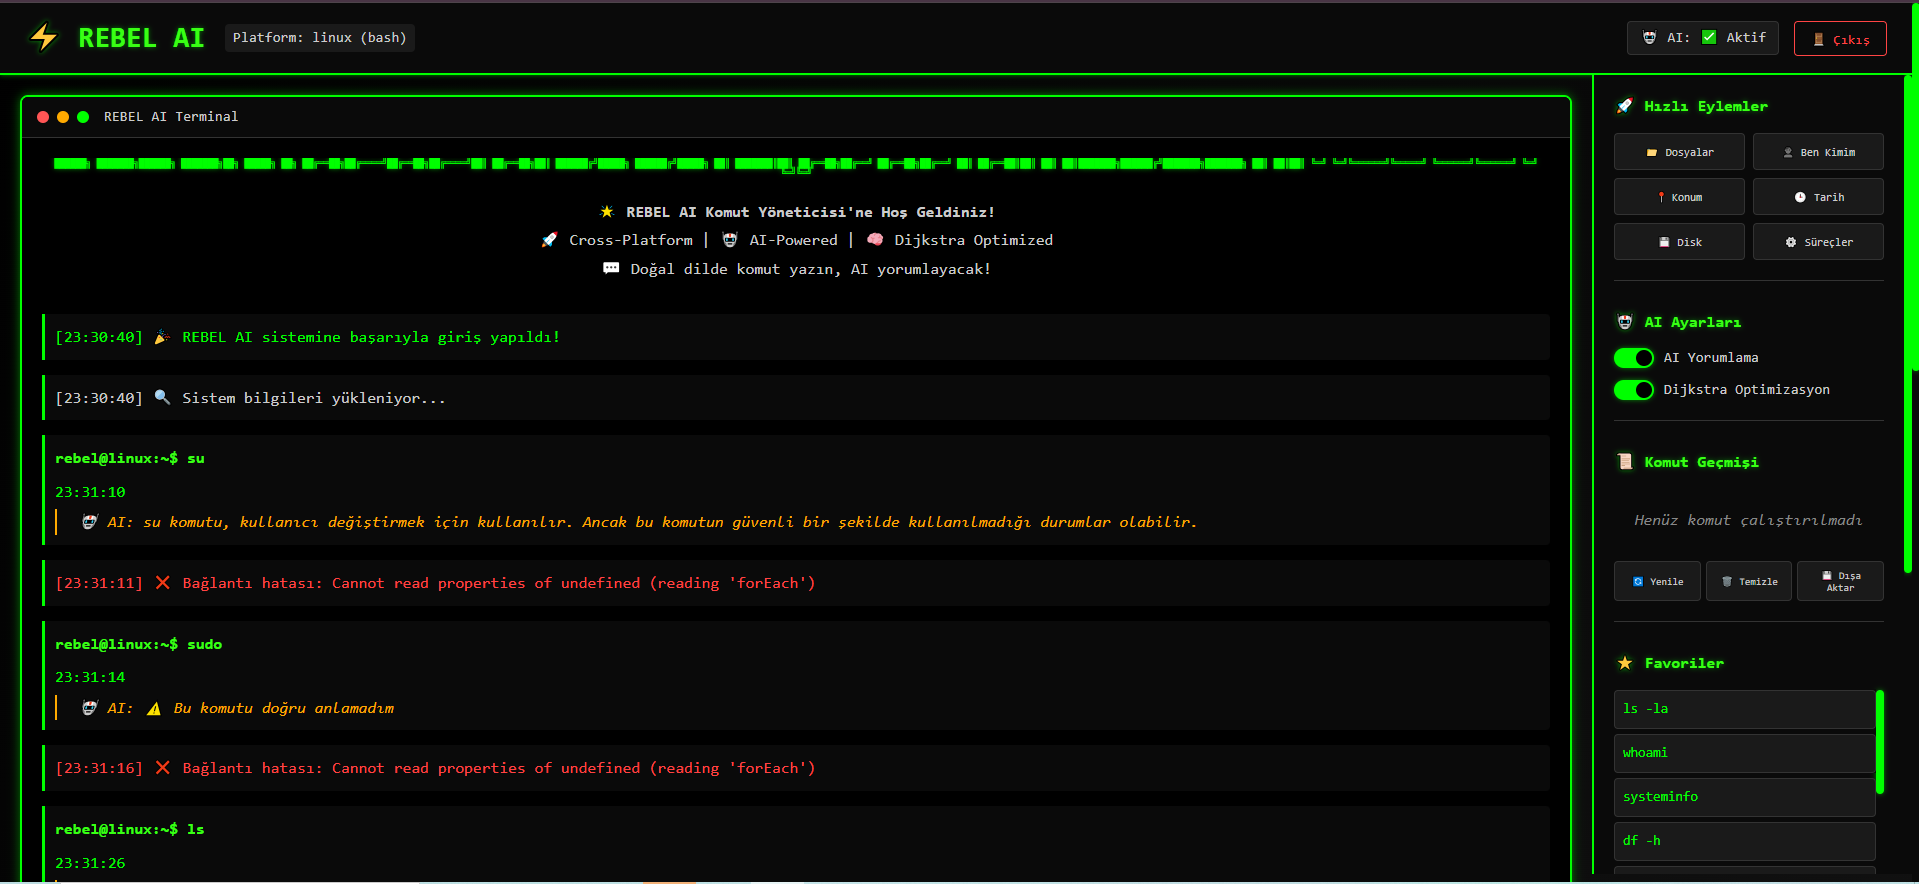 REBEL AI
Platform: linux (bash)
AI: ✅ Aktif
Çıkış
REBEL AI Terminal
REBEL AI Komut Yöneticisi'ne Hoş Geldiniz!
Cross-Platform | AI-Powered | Dijkstra Optimized
Doğal dilde komut yazın, AI yorumlayacak!
[23:30:40] REBEL AI sistemine başarıyla giriş yapıldı!
[23:30:40] Sistem bilgileri yükleniyor...
rebel@linux:~$ su
23:31:10
AI: su komutu, kullanıcı değiştirmek için kullanılır. Ancak bu komutun güvenli bir şekilde kullanılmadığı durumlar olabilir.
[23:31:11] ❌ Bağlantı hatası: Cannot read properties of undefined (reading 'forEach')
rebel@linux:~$ sudo
23:31:14
AI: ⚠️ Bu komutu doğru anlamadım
[23:31:16] ❌ Bağlantı hatası: Cannot read properties of undefined (reading 'forEach')
rebel@linux:~$ ls
23:31:26
Hızlı Eylemler
Dosyalar
Ben Kimim
Konum
Tarih
Disk
Süreçler
AI Ayarları
AI Yorumlama
Dijkstra Optimizasyon
Komut Geçmişi
Henüz komut çalıştırılmadı
Yenile
Temizle
Dışa
Aktar
Favoriler
ls -la
whoami
systeminfo
df -h